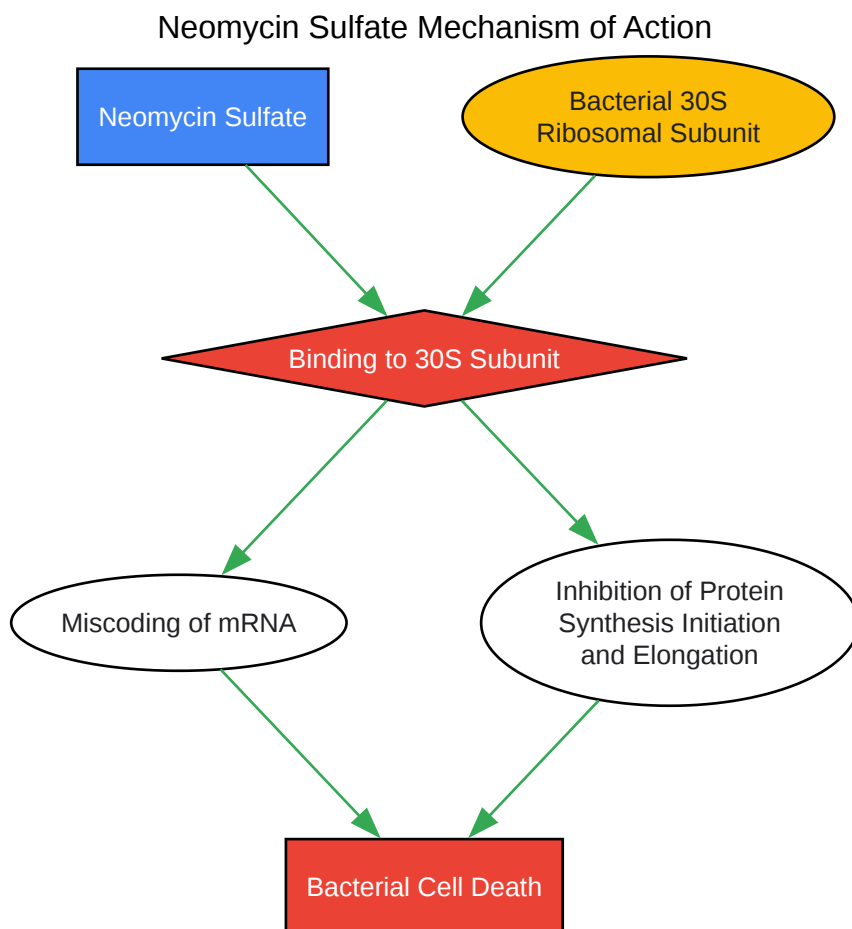 Neomycin Sulfate Mechanism of Action
Neomycin Sulfate
Bacterial 30S
Ribosomal Subunit
Binding to 30S Subunit
Miscoding of mRNA
Inhibition of Protein
Synthesis Initiation
and Elongation
Bacterial Cell Death